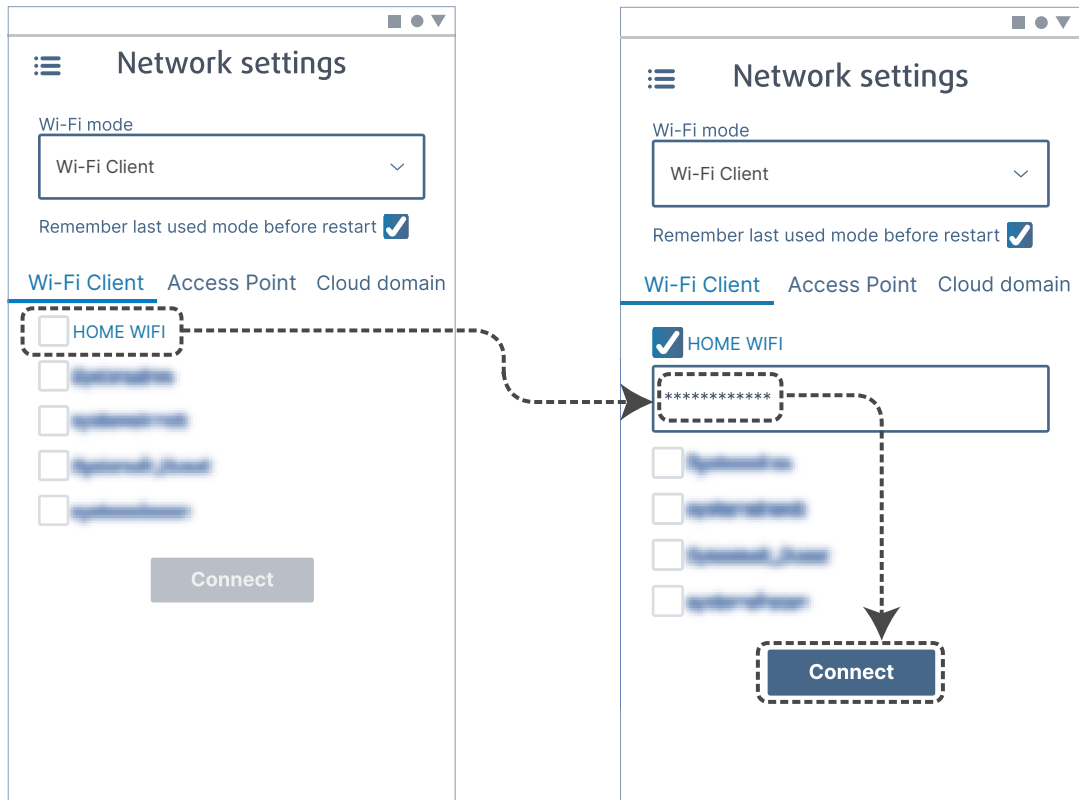 Network settings
Wi-Fi mode
Wi-Fi Client
Remember last used mode before restart
Wi-Fi Client Access Point Cloud domain
HOME WIFI
Connect
Network settings
Wi-Fi mode
Wi-Fi Client
Remember last used mode before restart
Wi-Fi Client Access Point Cloud domain
HOME WIFI
************
Connect